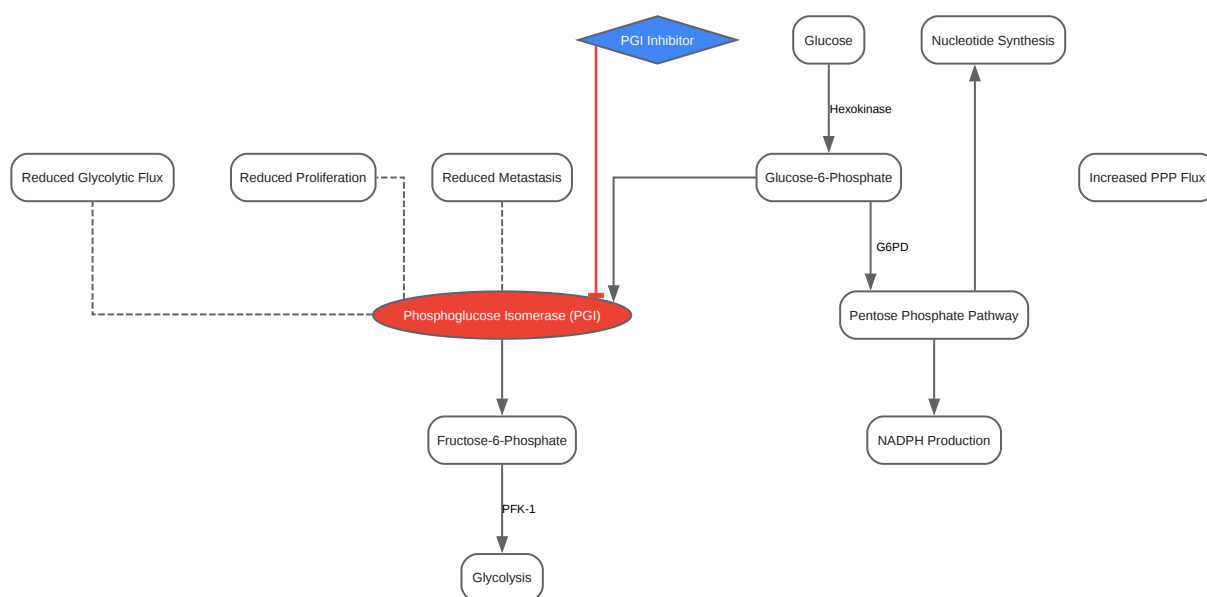 PGI Inhibitor
Glucose
Nucleotide Synthesis
Hexokinase
Reduced Glycolytic Flux
Reduced Proliferation
Reduced Metastasis
Glucose-6-Phosphate
Increased PPP Flux
G6PD
Phosphoglucose Isomerase (PGI)
Pentose Phosphate Pathway
Fructose-6-Phosphate
NADPH Production
PFK-1
Glycolysis